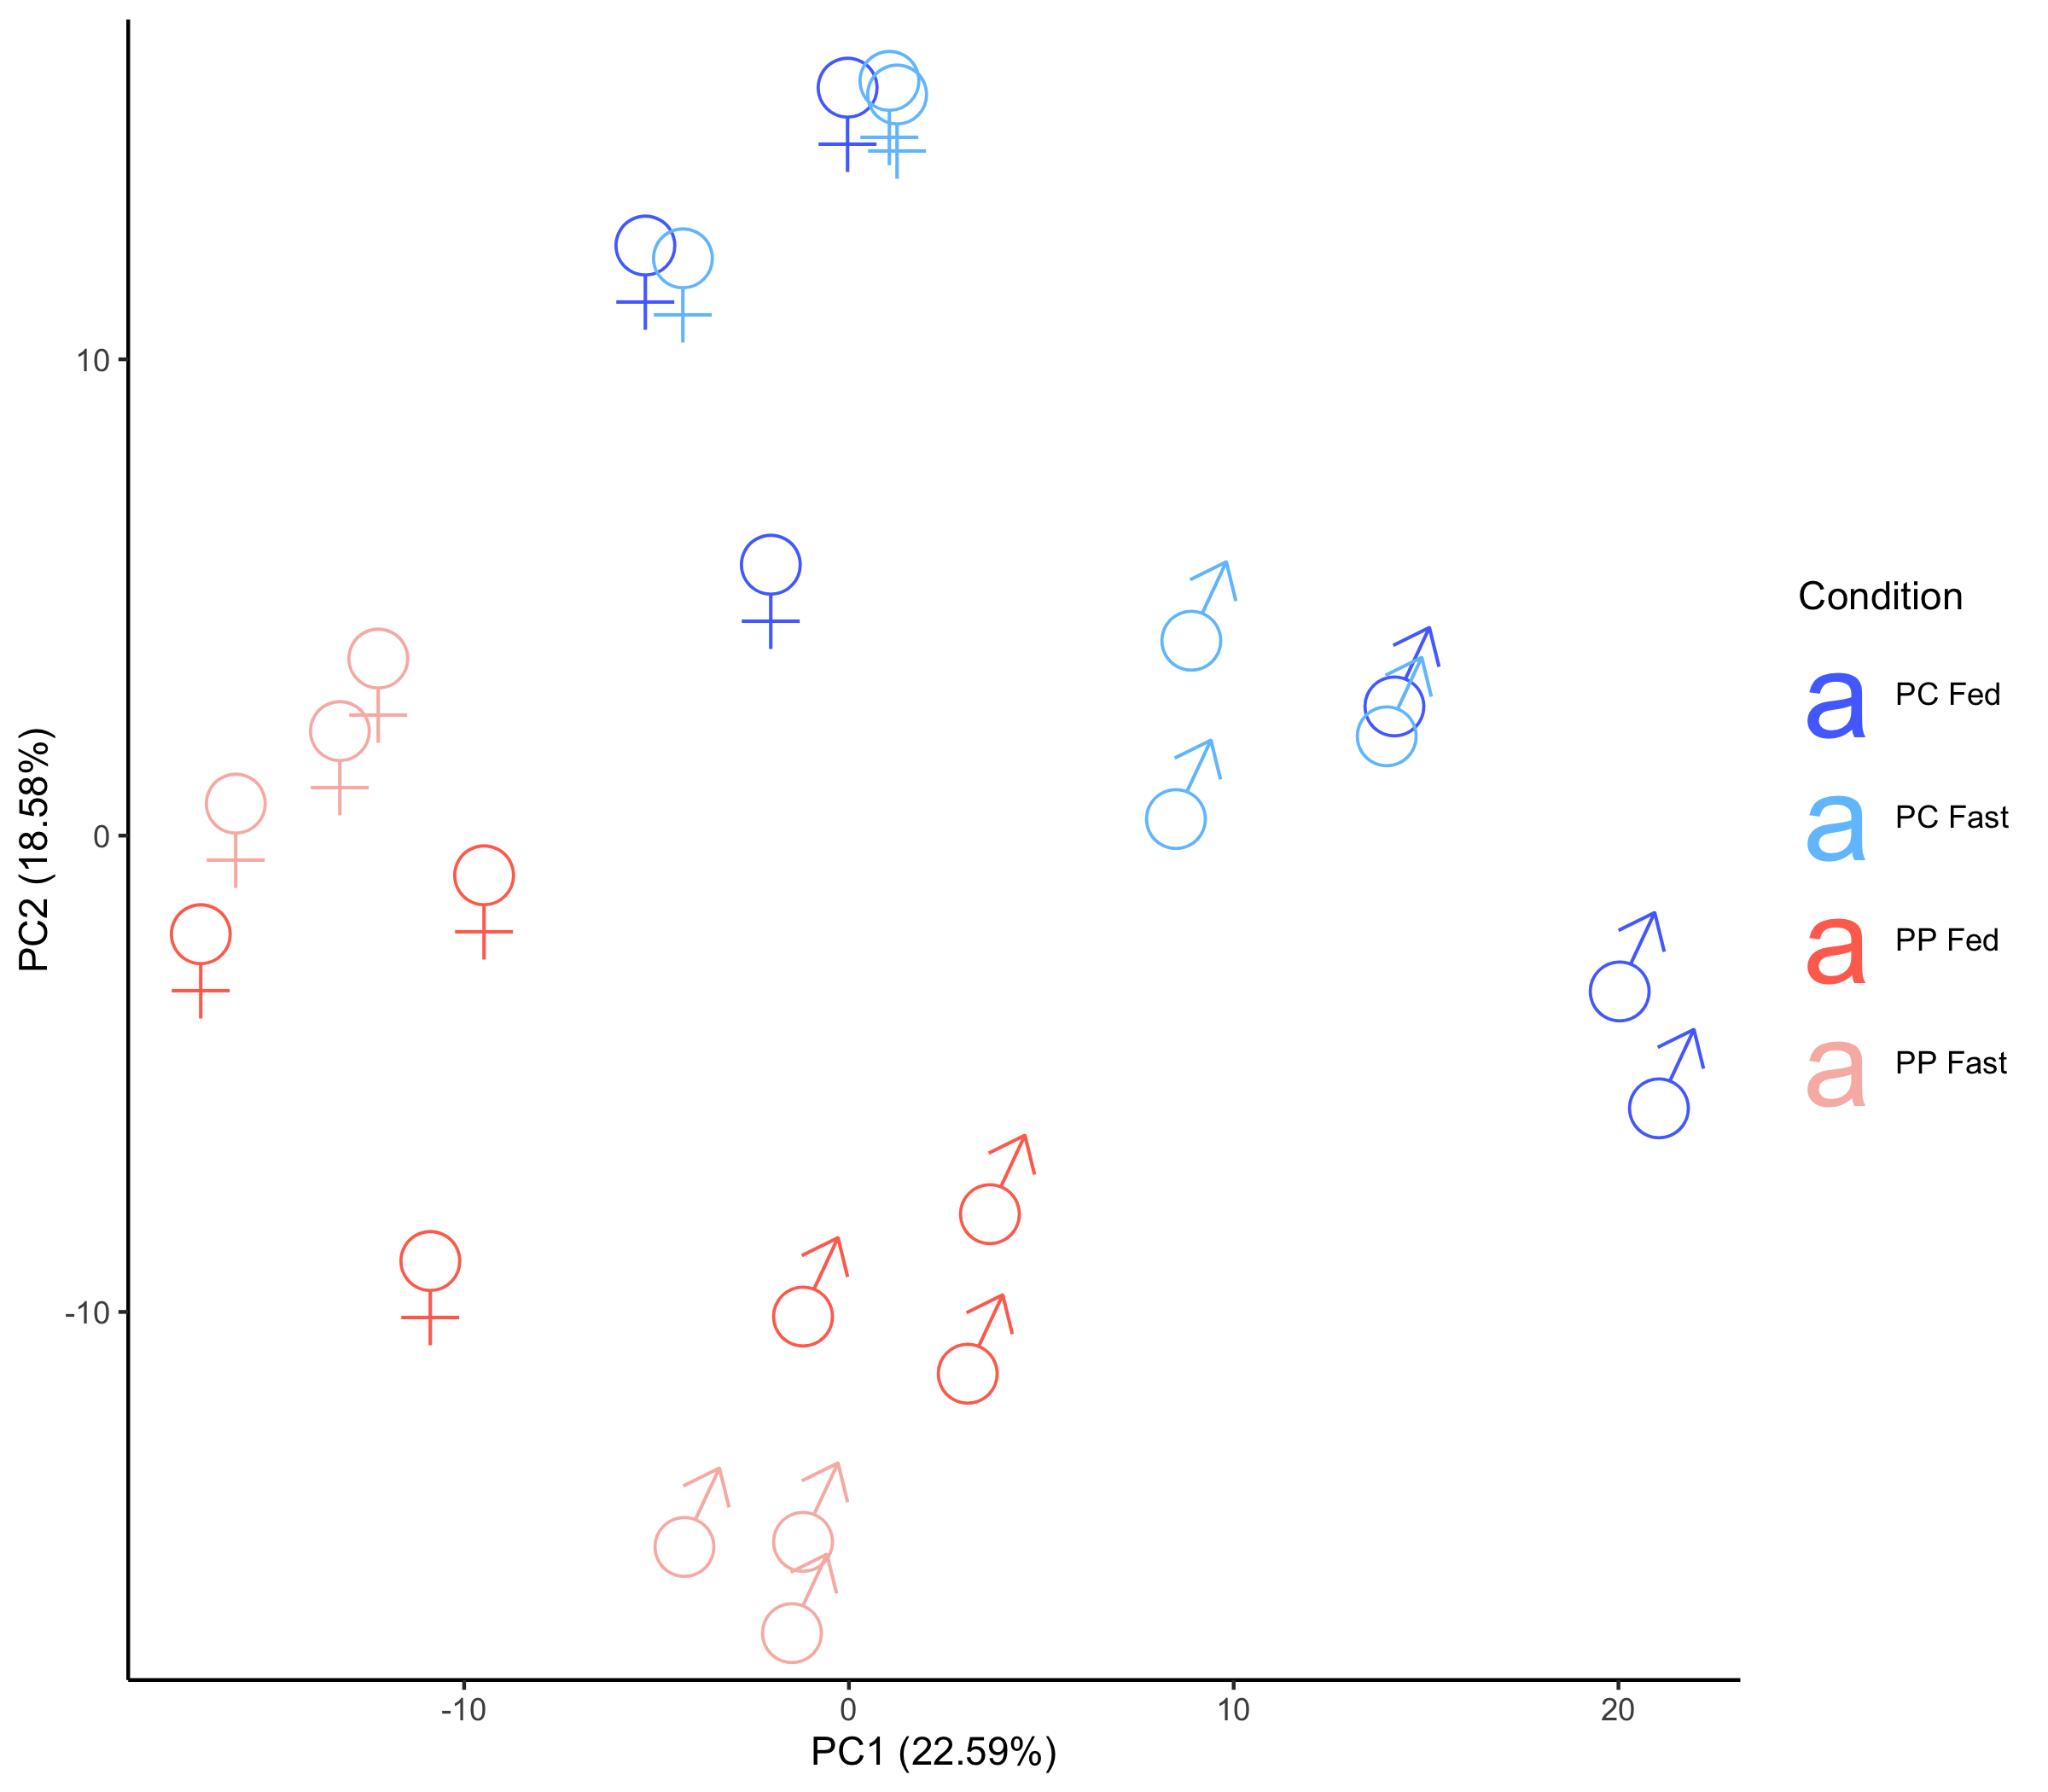 10
0
-10
PC2 (18.58%)
-10
0
10
20
PC1 (22.59%)
Condition
a PC Fed
a PC Fast
a PP Fed
a PP Fast